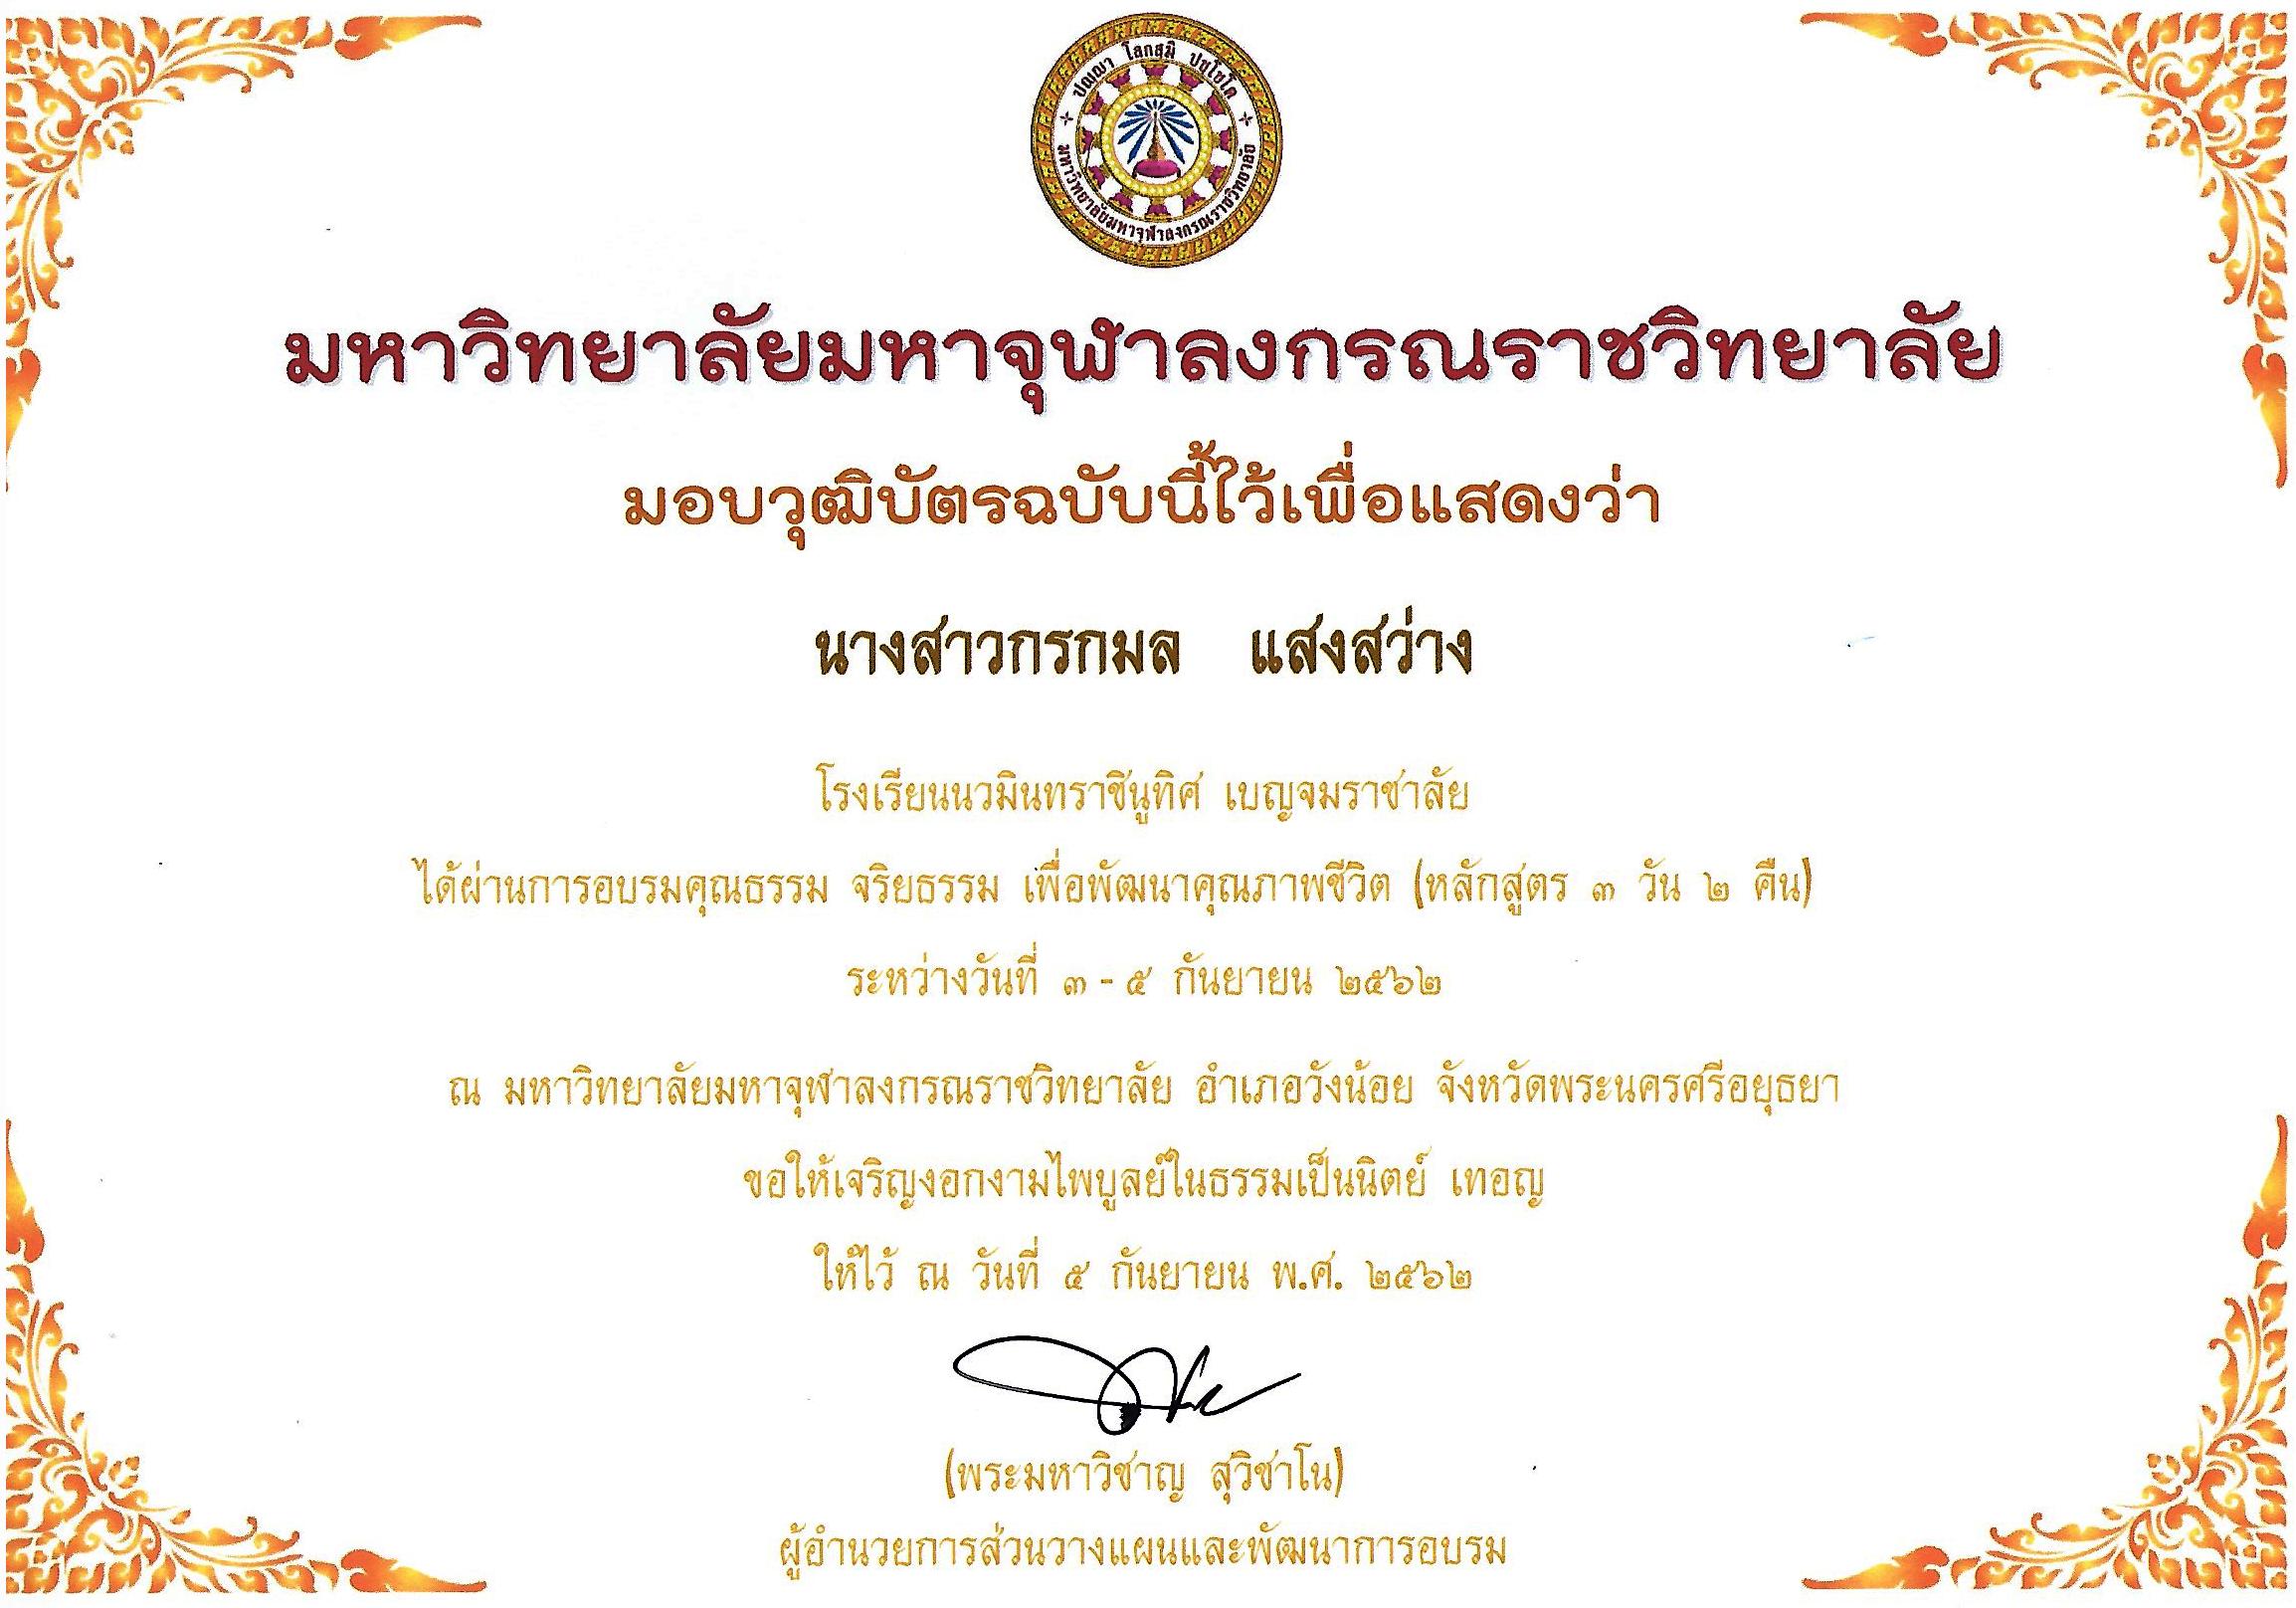 ปญฺญา โลกสฺมิ ปชฺโชโต
มหาวิทยาลัยมหาจุฬาลงกรณราชวิทยาลัย
มหาวิทยาลัยมหาจุฬาลงกรณราชวิทยาลัย
มอบวุฒิบัตรฉบับนี้ไว้เพื่อแสดงว่า
นางสาวกรกมล แสงสว่าง
โรงเรียนนวมินทราชินูทิศ เบญจมราชาลัย
ได้ผ่านการอบรมคุณธรรม จริยธรรม เพื่อพัฒนาคุณภาพชีวิต (หลักสูตร ๓ วัน ๒ คืน)
ระหว่างวันที่ ๓ - ๕ กันยายน ๒๕๖๒
ณ มหาวิทยาลัยมหาจุฬาลงกรณราชวิทยาลัย อำเภอวังน้อย จังหวัดพระนครศรีอยุธยา
ขอให้เจริญงอกงามไพบูลย์ในธรรมเป็นนิตย์ เทอญ
ให้ไว้ ณ วันที่ ๕ กันยายน พ.ศ. ๒๕๖๒
(พระมหาวิชาญ สุวิชาโน)
ผู้อำนวยการส่วนวางแผนและพัฒนาการอบรม